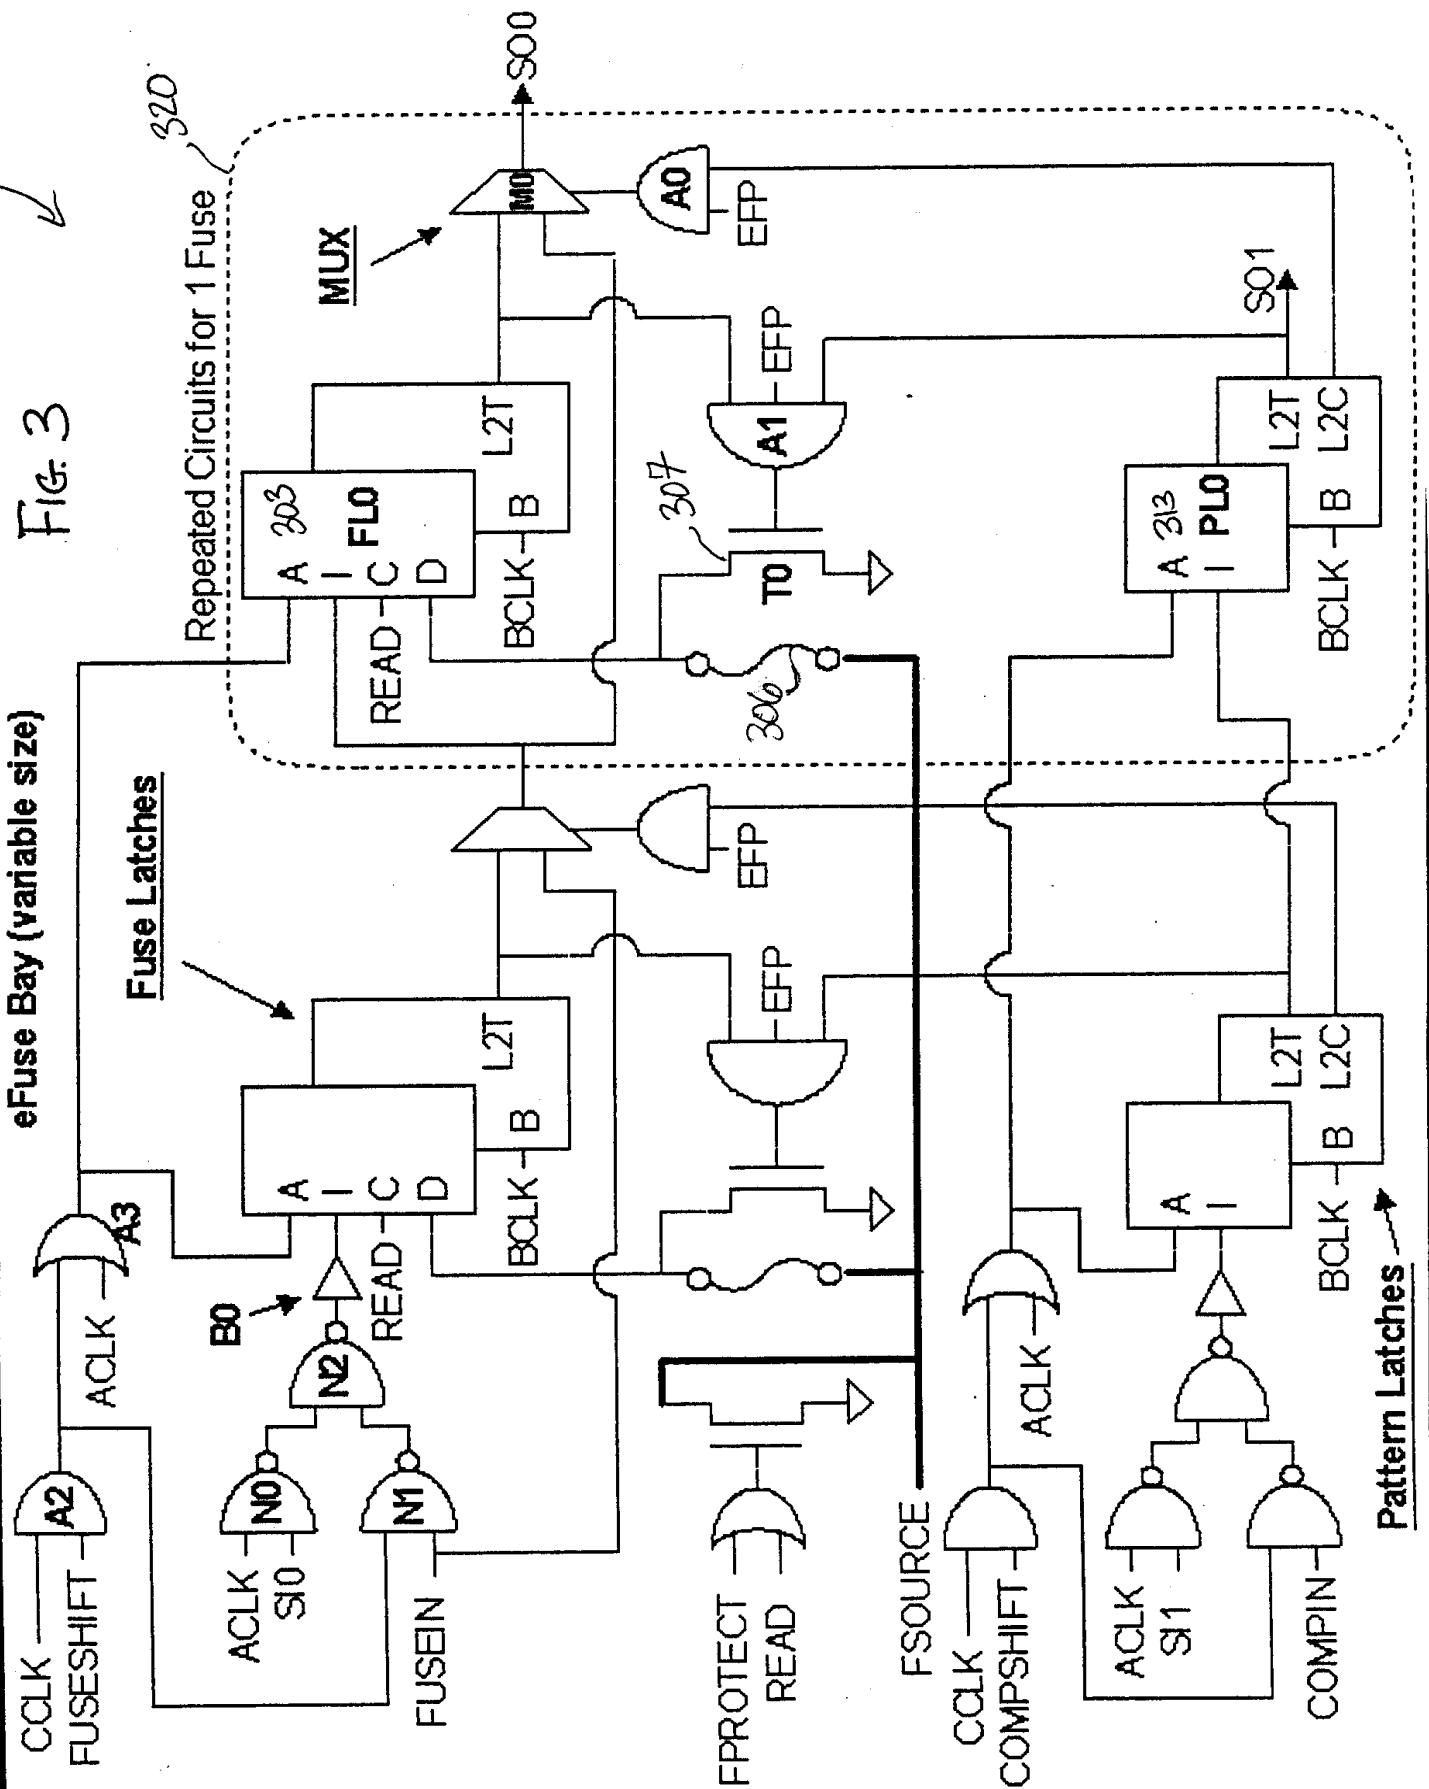 FIG. 3
eFuse Bay (variable size)
Repeated Circuits for 1 Fuse
320
CCLK
FUSESHIFT
A2
ACLK
A3
Fuse Latches
MUX
ACLK
SI0
N0
FUSEIN
N1
N2
B0
A
I
C
D
READ
BCLK
B
L2T
EFP
EFP
A
I
C
D
303
FL0
READ
BCLK
B
L2T
M0
SO0
A0
EFP
A1
EFP
307
T0
306
FPROTECT
READ
FSOURCE
CCLK
COMPSHIFT
ACLK
ACLK
SI1
COMPIN
A
I
BCLK
B
L2T
L2C
Pattern Latches
A
I
313
PL0
BCLK
B
L2T
L2C
SO1